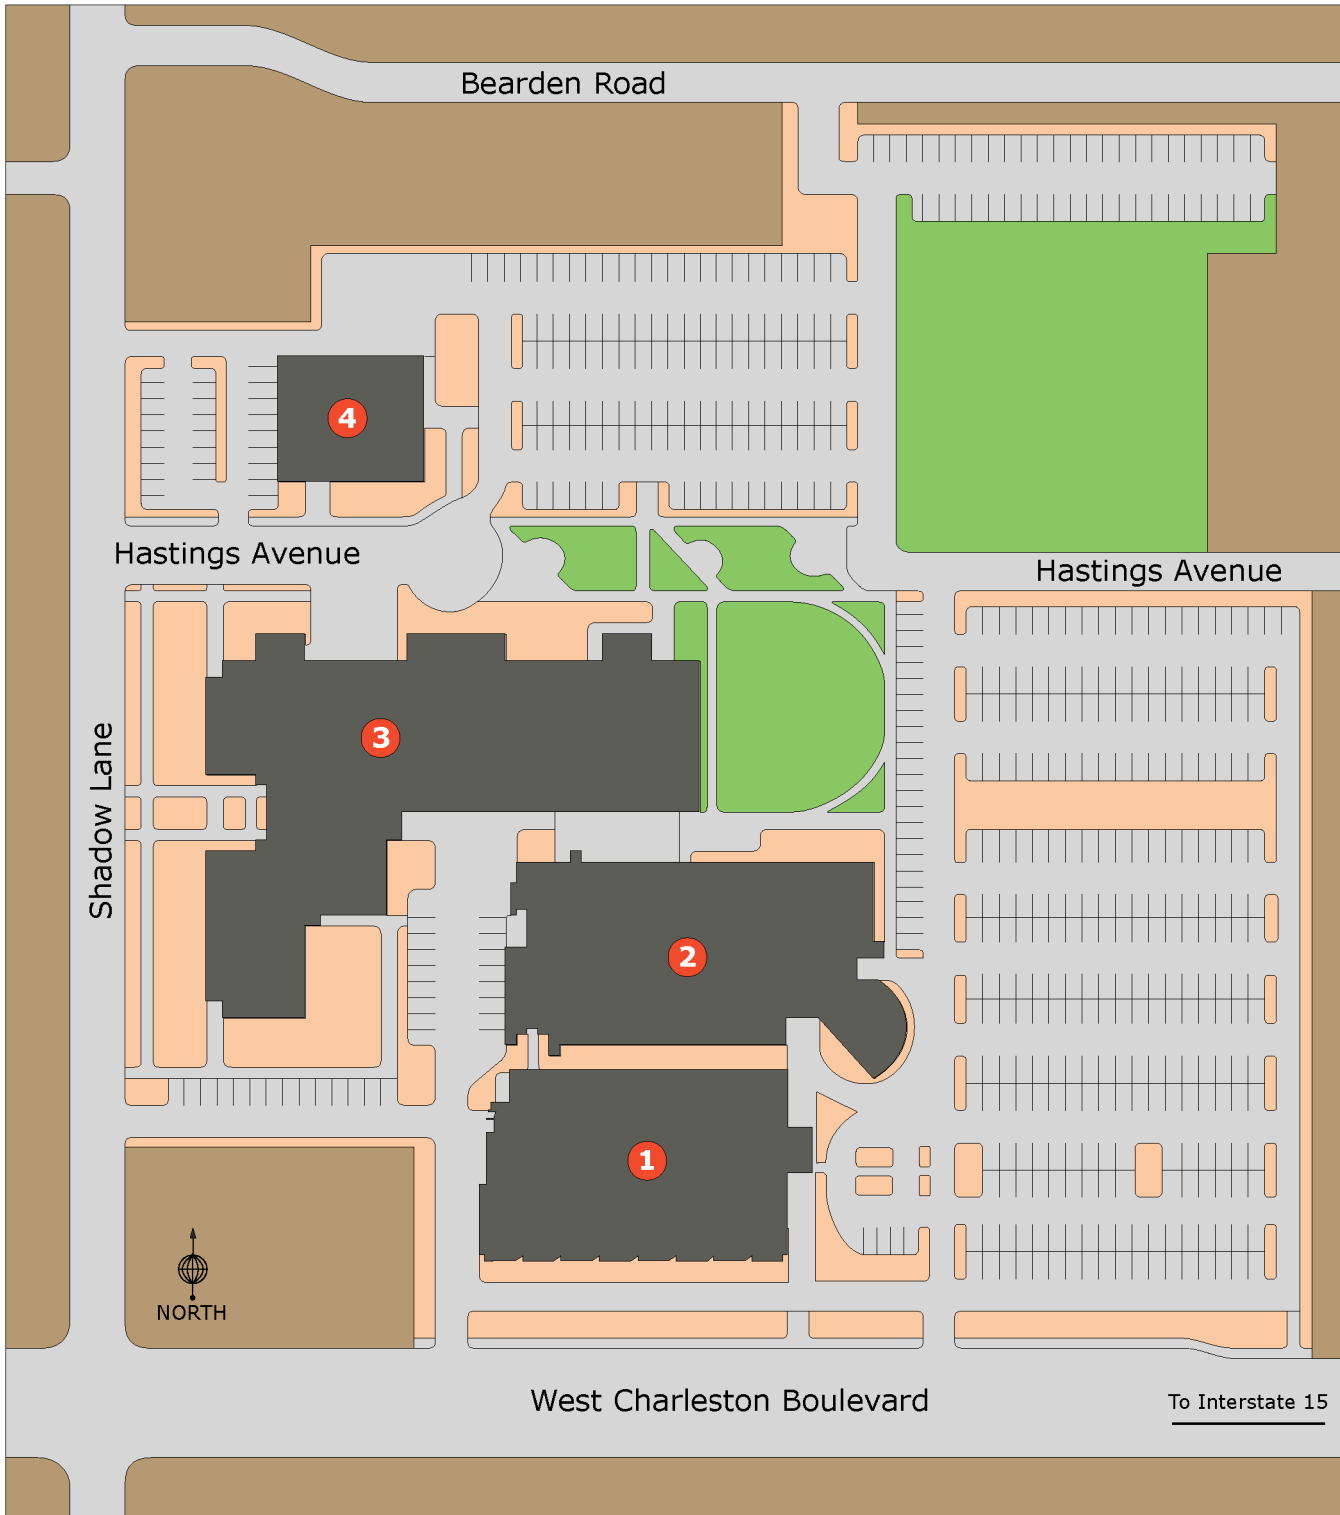 Bearden Road
4
Hastings Avenue
Hastings Avenue
3
Shadow Lane
2
1
NORTH
West Charleston Boulevard
To Interstate 15